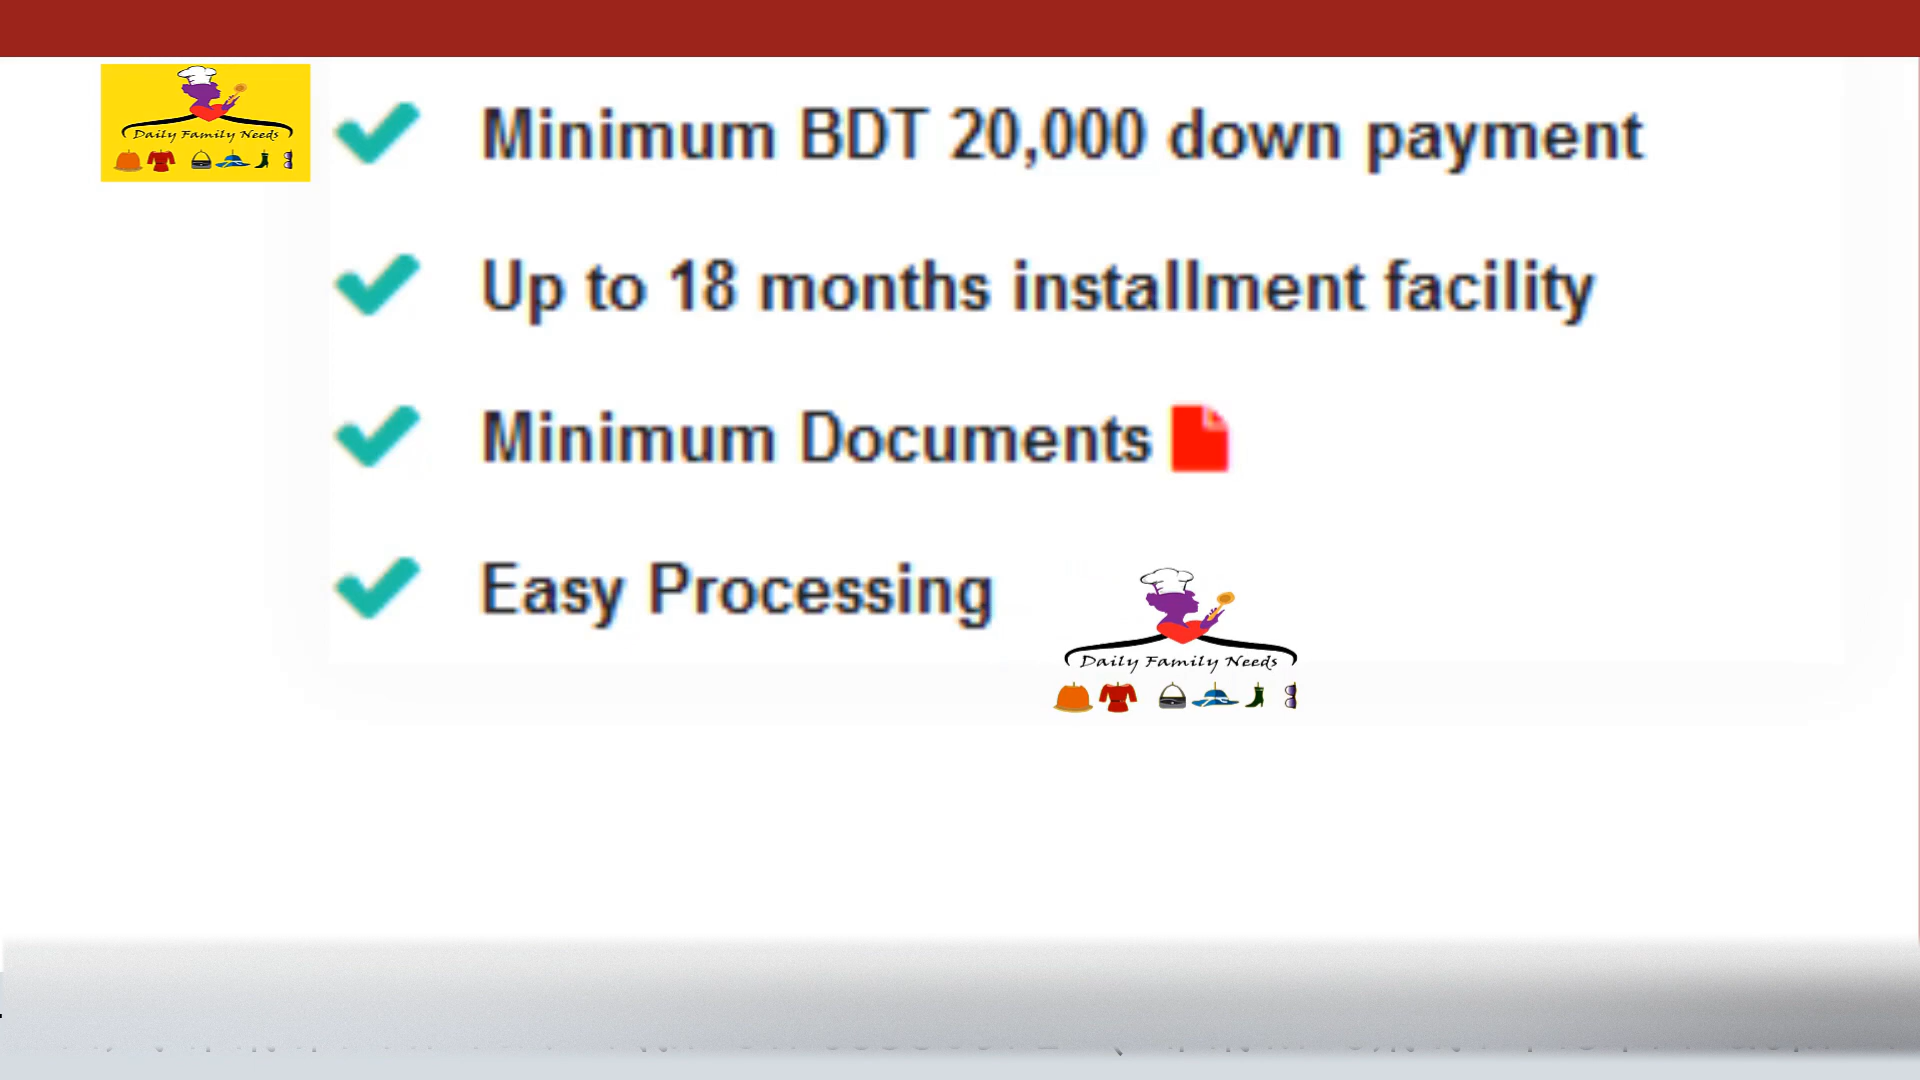 Daily Family Needs
Minimum BDT 20,000 down payment
Up to 18 months installment facility
Minimum Documents
Easy Processing
Daily Family Needs